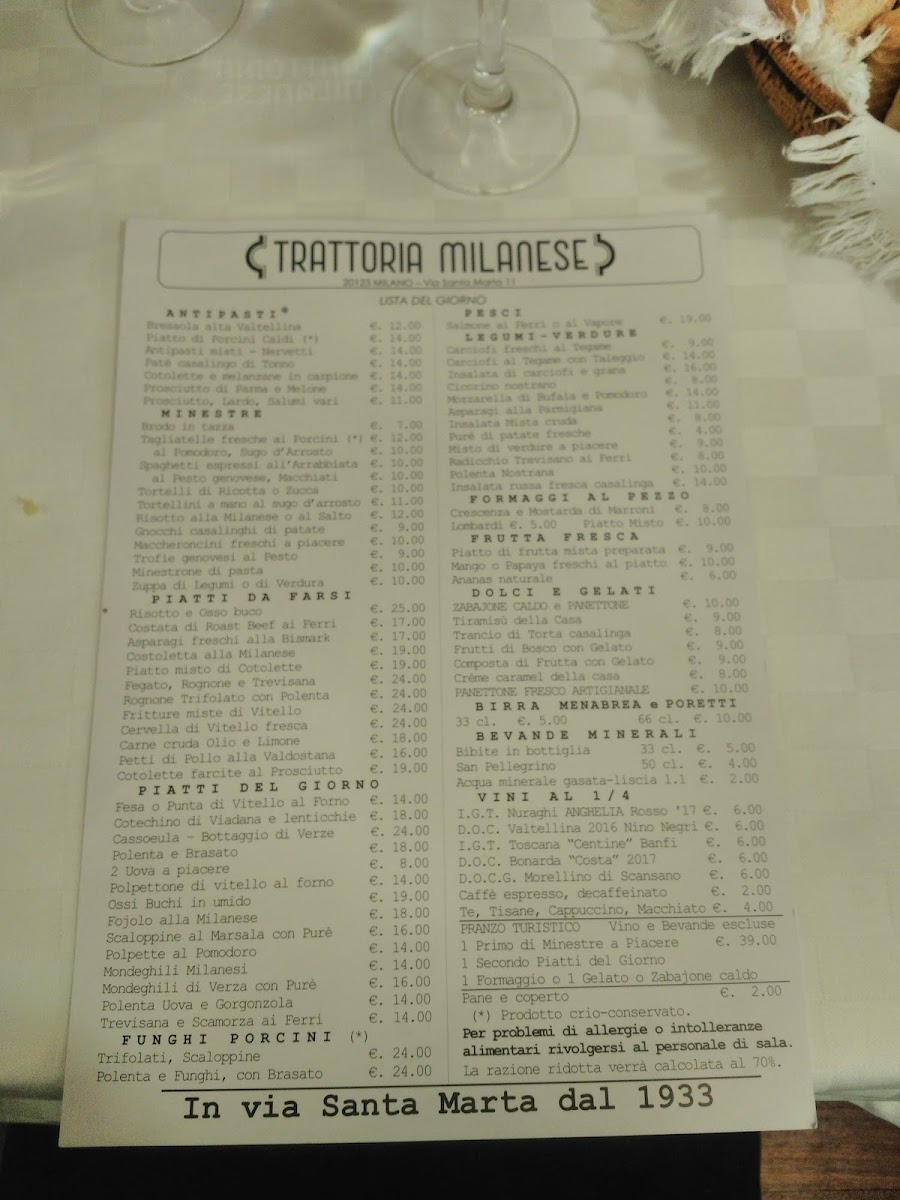 TRATTORIA MILANESE
20123 MILANO - Via Santa Marta 11
LISTA DEL GIORNO
ANTIPASTI*
Bresaola alta Valtellina €. 12.00
Piatto di Porcini Caldi (*) €. 14.00
Antipasti misti - Nervetti €. 14.00
Patè casalingo di Tonno €. 14.00
Cotolette e melanzane in carpione €. 14.00
Prosciutto di Parma e Melone €. 14.00
Prosciutto, Lardo, Salumi vari €. 11.00
MINESTRE
Brodo in tazza €. 7.00
Tagliatelle fresche ai Porcini (*) €. 12.00
al Pomodoro, Sugo d'Arrosto €. 10.00
Spaghetti espressi all'Arrabbiata €. 10.00
al Pesto genovese, Macchiati €. 10.00
Tortelli di Ricotta o Zucca €. 10.00
Tortellini a mano al sugo d'arrosto €. 11.00
Risotto alla Milanese o al Salto €. 12.00
Gnocchi casalinghi di patate €. 9.00
Maccheroncini freschi a piacere €. 10.00
Trofie genovesi al Pesto €. 9.00
Minestrone di pasta €. 10.00
Zuppa di Legumi o di Verdura €. 10.00
PIATTI DA FARSI
Risotto e Osso buco €. 25.00
Costata di Roast Beef ai Ferri €. 17.00
Asparagi freschi alla Bismark €. 17.00
Costoletta alla Milanese €. 19.00
Piatto misto di Cotolette €. 19.00
Fegato, Rognone e Trevisana €. 24.00
Rognone Trifolato con Polenta €. 24.00
Fritture miste di Vitello €. 24.00
Cervella di Vitello fresca €. 24.00
Carne cruda Olio e Limone €. 18.00
Petti di Pollo alla Valdostana €. 16.00
Cotolette farcite al Prosciutto €. 19.00
PIATTI DEL GIORNO
Fesa o Punta di Vitello al Forno €. 14.00
Cotechino di Viadana e lenticchie €. 18.00
Cassoeula - Bottaggio di Verze €. 24.00
Polenta e Brasato €. 18.00
2 Uova a piacere €. 8.00
Polpettone di vitello al forno €. 14.00
Ossi Buchi in umido €. 19.00
Fojolo alla Milanese €. 18.00
Scaloppine al Marsala con Purè €. 16.00
Polpette al Pomodoro €. 14.00
Mondeghili Milanesi €. 14.00
Mondeghili di Verza con Purè €. 16.00
Polenta Uova e Gorgonzola €. 14.00
Trevisana e Scamorza ai Ferri €. 14.00
FUNGHI PORCINI (*)
Trifolati, Scaloppine €. 24.00
Polenta e Funghi, con Brasato €. 24.00
PESCI
Salmone ai Ferri o al Vapore €. 19.00
LEGUMI-VERDURE
Carciofi freschi al Tegame €. 9.00
Carciofi al Tegame con Taleggio €. 14.00
Insalata di carciofi e grana €. 16.00
Cicorino nostrano €. 8.00
Mozzarella di Bufala e Pomodoro €. 14.00
Asparagi alla Parmigiana €. 11.00
Insalata Mista cruda €. 8.00
Purè di patate fresche €. 4.00
Misto di verdure a piacere €. 9.00
Radicchio Trevisano ai Ferri €. 8.00
Polenta Nostrana €. 10.00
Insalata russa fresca casalinga €. 14.00
FORMAGGI AL PEZZO
Crescenza e Mostarda di Marroni €. 8.00
Lombardi €. 5.00 Piatto Misto €. 10.00
FRUTTA FRESCA
Piatto di frutta mista preparata €. 9.00
Mango o Papaya freschi al piatto €. 10.00
Ananas naturale €. 6.00
DOLCI E GELATI
ZABAJONE CALDO e PANETTONE €. 10.00
Tiramisù della Casa €. 9.00
Trancio di Torta casalinga €. 8.00
Frutti di Bosco con Gelato €. 9.00
Composta di Frutta con Gelato €. 9.00
Crême caramel della casa €. 8.00
PANETTONE FRESCO ARTIGIANALE €. 10.00
BIRRA MENABREA e PORETTI
33 cl. €. 5.00 66 cl. €. 10.00
BEVANDE MINERALI
Bibite in bottiglia 33 cl. €. 5.00
San Pellegrino 50 cl. €. 4.00
Acqua minerale gasata-liscia 1.1 €. 2.00
VINI AL 1/4
I.G.T. Nuraghi ANGHELIA Rosso '17 €. 6.00
D.O.C. Valtellina 2016 Nino Negri €. 6.00
I.G.T. Toscana "Centine" Banfi €. 6.00
D.O.C. Bonarda "Costa" 2017 €. 6.00
D.O.C.G. Morellino di Scansano €. 6.00
Caffè espresso, decaffeinato €. 2.00
Te, Tisane, Cappuccino, Macchiato €. 4.00
PRANZO TURISTICO Vino e Bevande escluse
1 Primo di Minestre a Piacere €. 39.00
1 Secondo Piatti del Giorno
1 Formaggio o 1 Gelato o Zabajone caldo
Pane e coperto €. 2.00
(*) Prodotto crio-conservato.
Per problemi di allergie o intolleranze
alimentari rivolgersi al personale di sala.
La razione ridotta verrà calcolata al 70%.
In via Santa Marta dal 1933